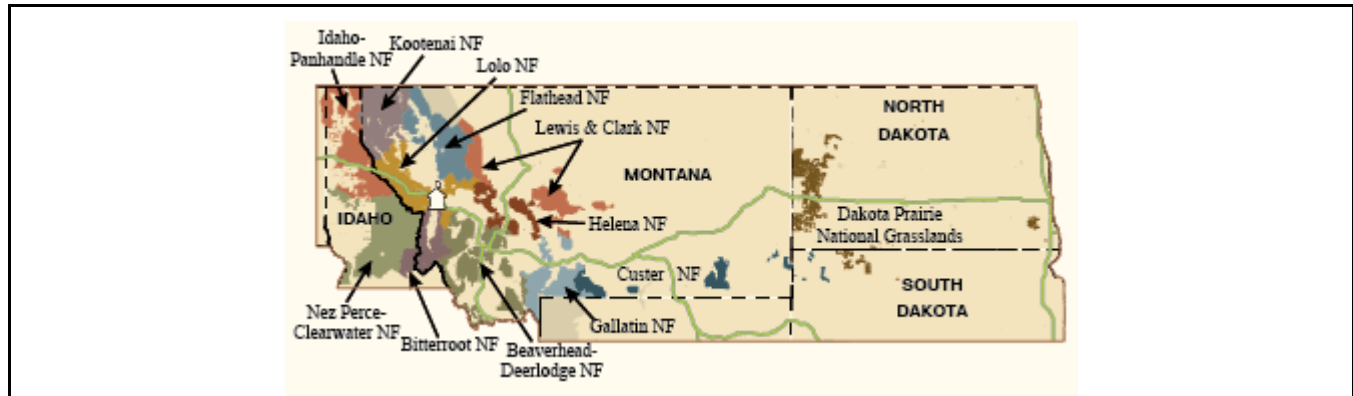 Idaho-
Panhandle NF
Kootenai NF
Lolo NF
Flathead NF
Lewis & Clark NF
NORTH
DAKOTA
MONTANA
IDAHO
Helena NF
Dakota Prairie
National Grasslands
Custer NF
SOUTH
DAKOTA
Nez Perce-
Clearwater NF
Bitterroot NF
Beaverhead-
Deerlodge NF
Gallatin NF